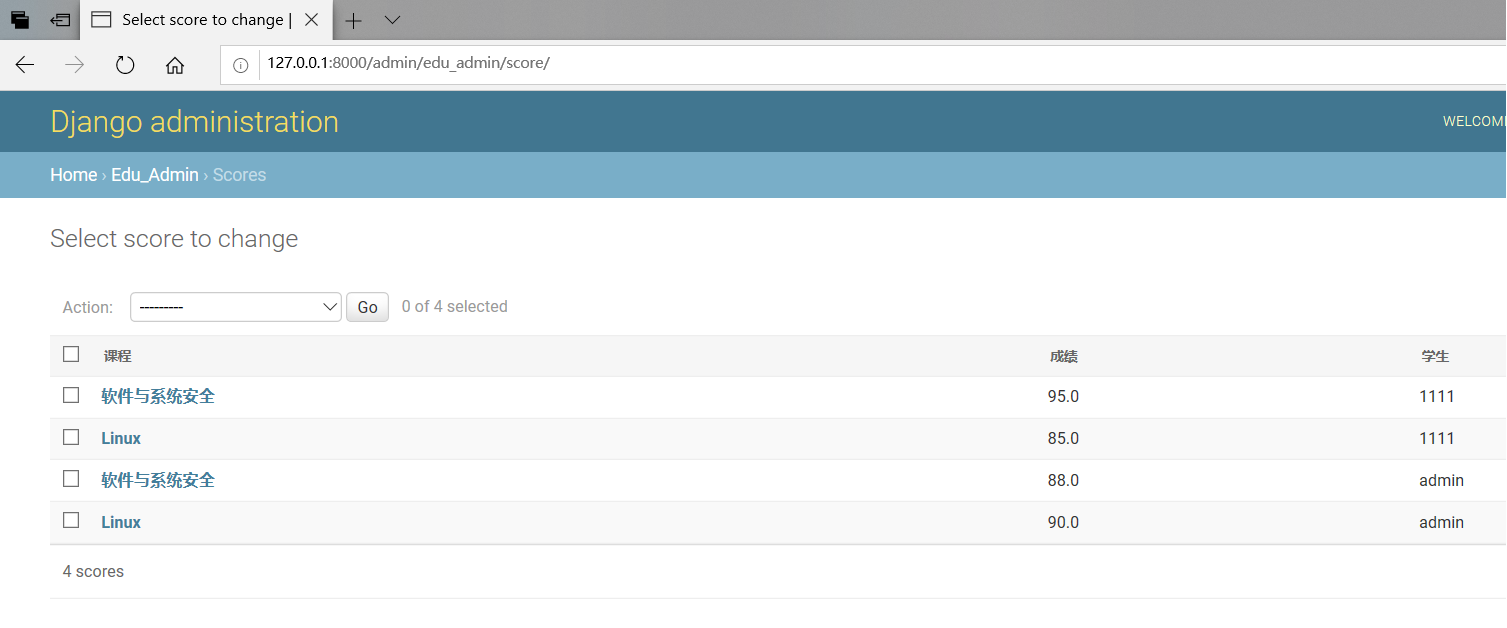 Select score to change |
127.0.0.1:8000/admin/edu_admin/score/
Django administration
WELCOM
Home › Edu_Admin › Scores
Select score to change
Action: --------- Go 0 of 4 selected
课程 成绩 学生
软件与系统安全 95.0 1111
Linux 85.0 1111
软件与系统安全 88.0 admin
Linux 90.0 admin
4 scores